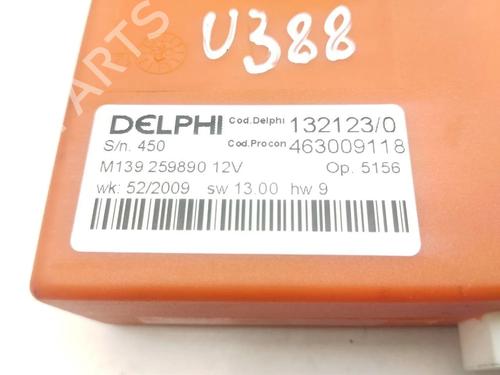 U388
DELPHI Cod.Delphi 132123/0
S/n. 450 Cod.Procon 463009118
M139 259890 12V Op. 5156
wk: 52/2009 sw 13.00 hw 9
PARTS